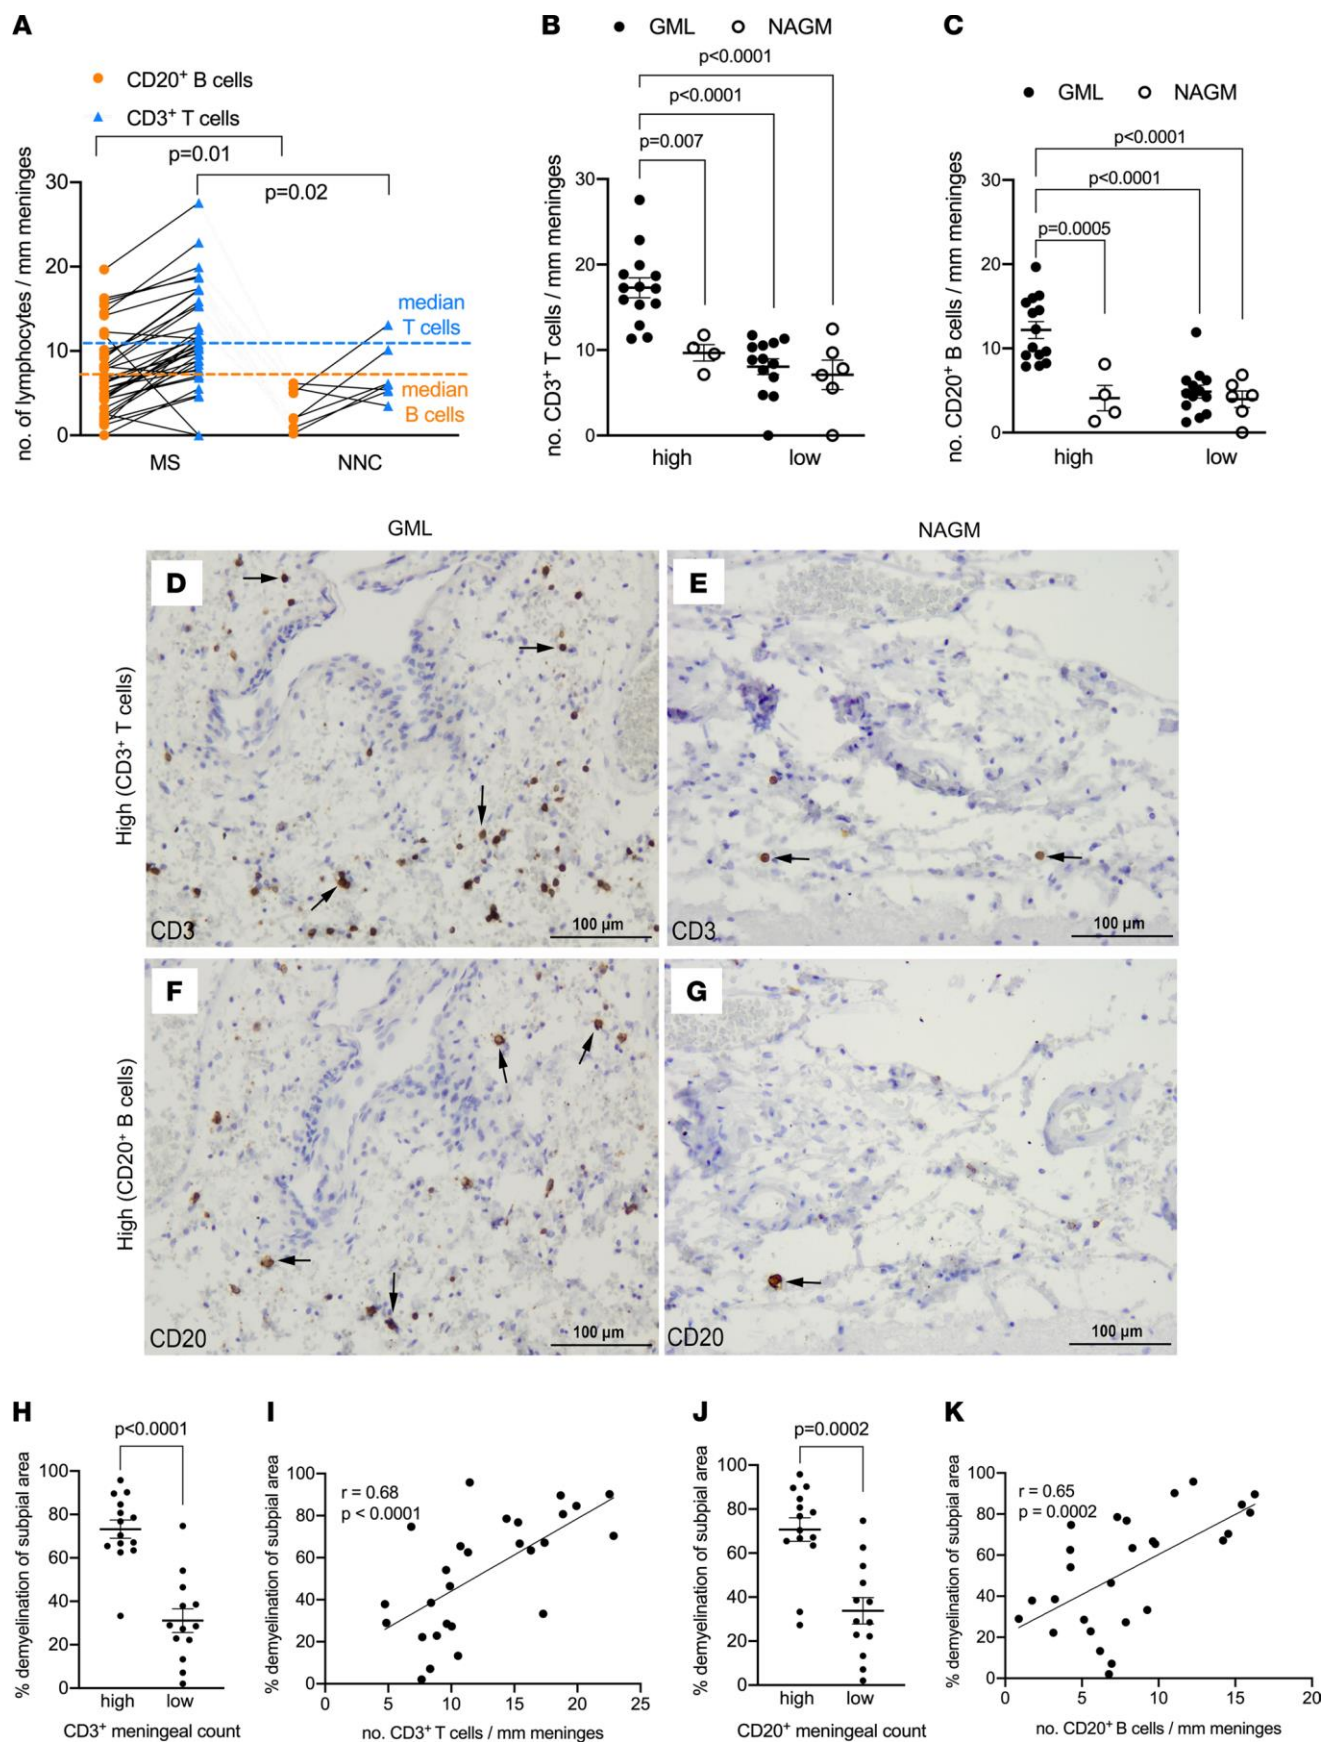 A
CD20⁺ B cells
CD3⁺ T cells
p=0.01
p=0.02
no. of lymphocytes / mm meninges
30
20
10
0
median
T cells
median
B cells
MS
NNC
B
GML
NAGM
p<0.0001
p<0.0001
p=0.007
no. CD3⁺ T cells / mm meninges
30
20
10
0
high
low
C
GML
NAGM
p<0.0001
p<0.0001
p=0.0005
no. CD20⁺ B cells / mm meninges
30
20
10
0
high
low
GML
NAGM
High (CD3⁺ T cells)
D
CD3
100 µm
E
CD3
100 µm
High (CD20⁺ B cells)
F
CD20
100 µm
G
CD20
100 µm
H
p<0.0001
% demyelination of subpial area
100
80
60
40
20
0
high
low
CD3⁺ meningeal count
I
r = 0.68
p < 0.0001
% demyelination of subpial area
100
80
60
40
20
0
0
5
10
15
20
25
no. CD3⁺ T cells / mm meninges
J
p=0.0002
% demyelination of subpial area
100
80
60
40
20
0
high
low
CD20⁺ meningeal count
K
r = 0.65
p = 0.0002
% demyelination of subpial area
100
80
60
40
20
0
0
5
10
15
20
no. CD20⁺ B cells / mm meninges